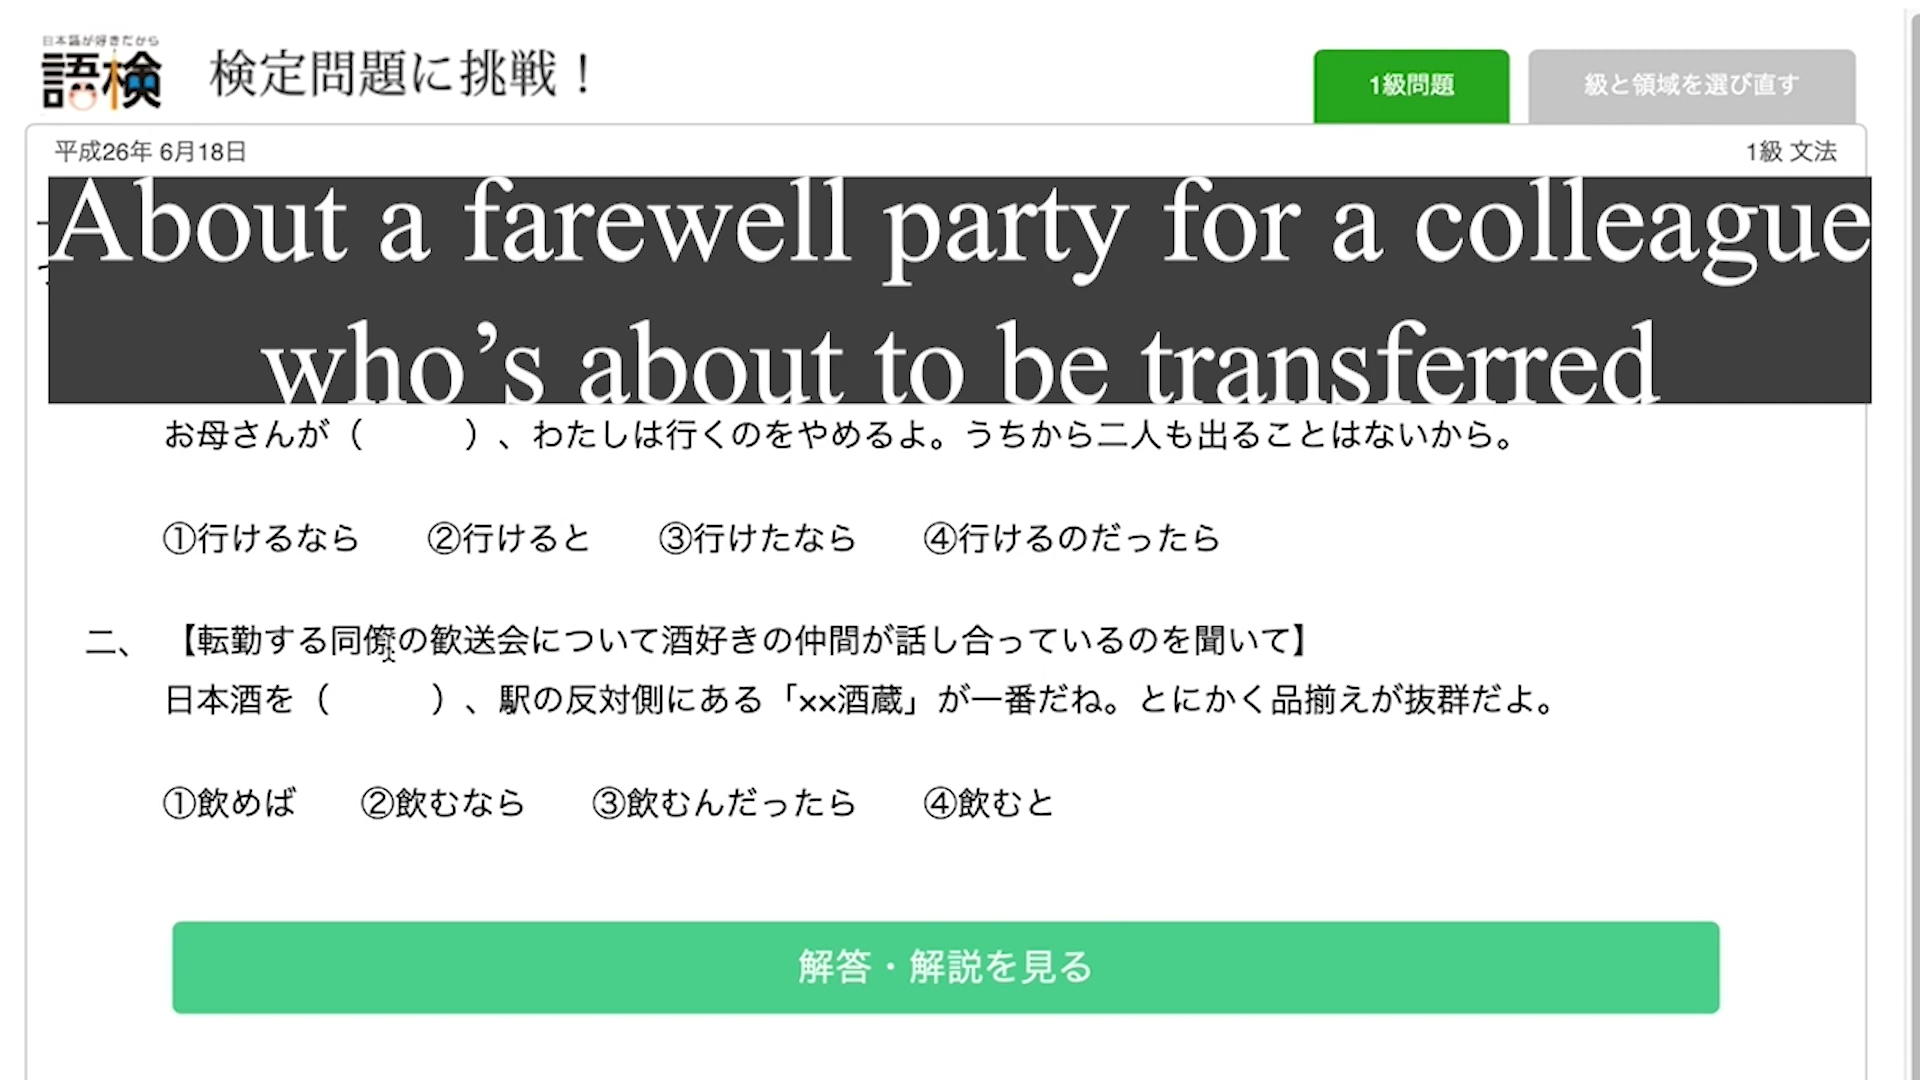 日本語が好きだから
語検
検定問題に挑戦！
1級問題
級と領域を選び直す
平成26年 6月18日
1級 文法
About a farewell party for a colleague
who’s about to be transferred
お母さんが（　　　）、わたしは行くのをやめるよ。うちから二人も出ることはないから。
①行けるなら　　②行けると　　③行けたなら　　④行けるのだったら
二、　【転勤する同僚の歓送会について酒好きの仲間が話し合っているのを聞いて】
日本酒を（　　　）、駅の反対側にある「××酒蔵」が一番だね。とにかく品揃えが抜群だよ。
①飲めば　　②飲むなら　　③飲むんだったら　　④飲むと
解答・解説を見る